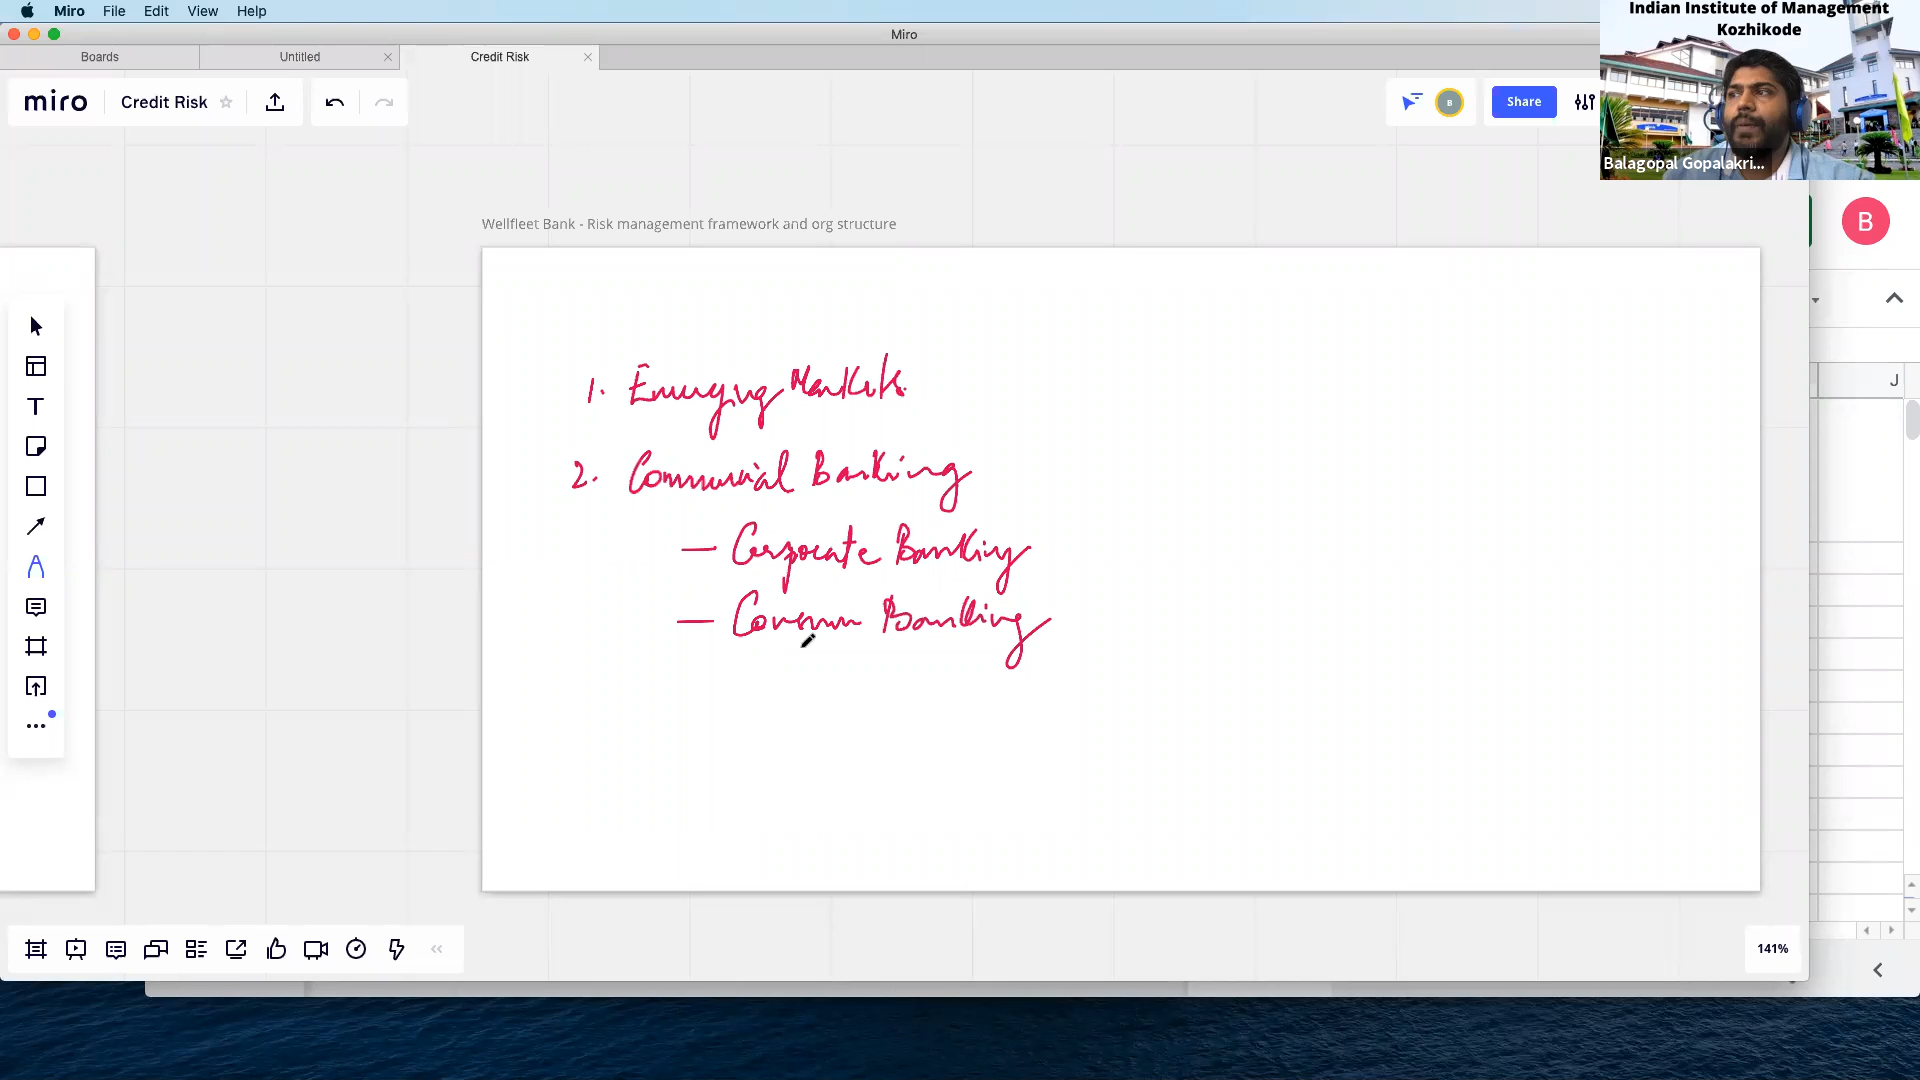 Miro File Edit View Help
Miro
Boards Untitled Credit Risk
miro Credit Risk
B Share
Indian Institute of Management
Kozhikode
Balagopal Gopalakri...
B
Wellfleet Bank - Risk management framework and org structure
J
1. Emerging Markets.
2. Commercial Banking
— Corporate Banking
— Consumer Banking
T
141%